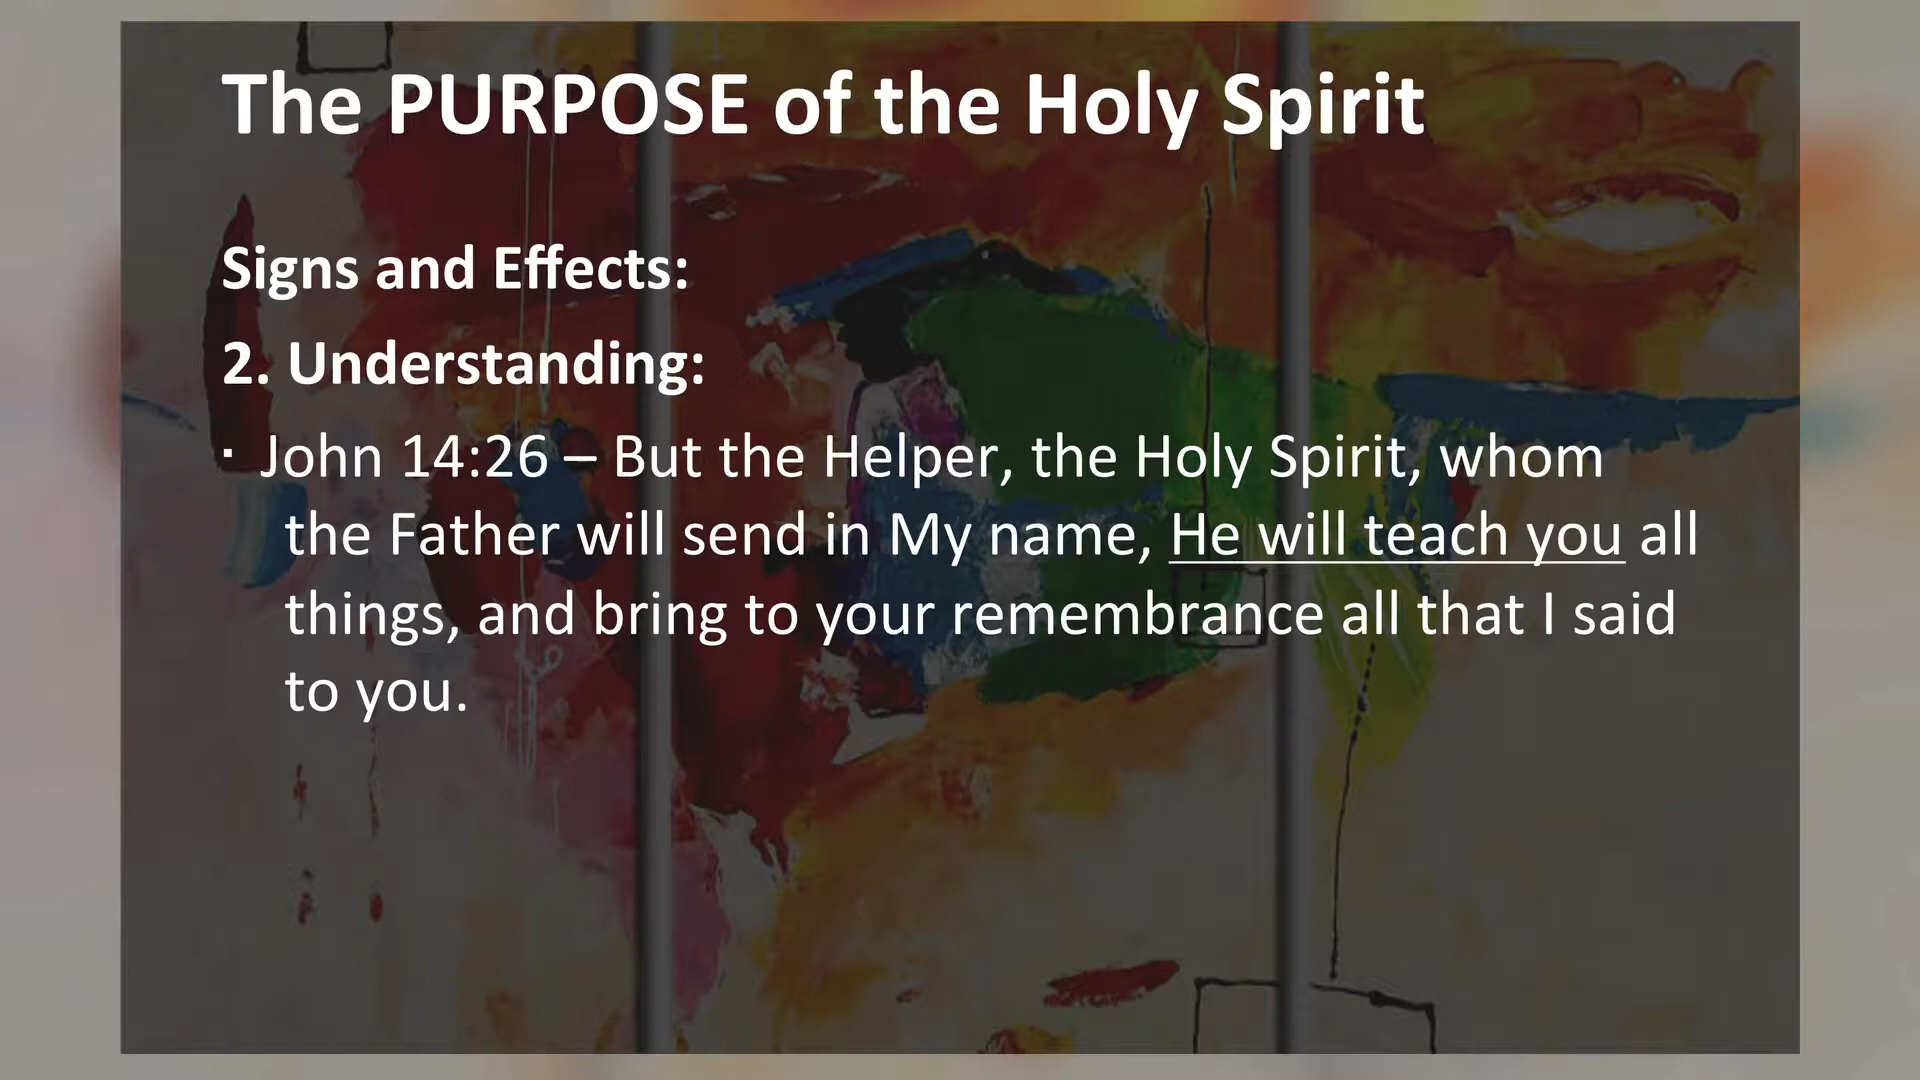 The PURPOSE of the Holy Spirit
Signs and Effects:
2. Understanding:
· John 14:26 – But the Helper, the Holy Spirit, whom
the Father will send in My name, He will teach you all
things, and bring to your remembrance all that I said
to you.